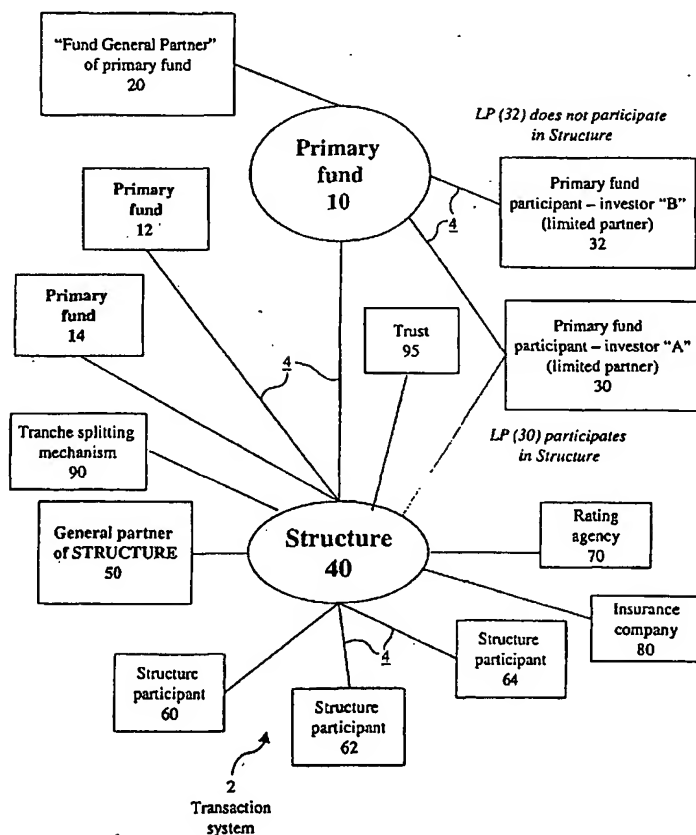 "Fund General Partner"
of primary fund
20
LP (32) does not participate
in Structure
Primary
fund
10
Primary
fund
12
4
Primary fund
participant – investor "B"
(limited partner)
32
4
Primary
fund
14
Trust
95
Primary fund
participant – investor "A"
(limited partner)
30
4
Tranche splitting
mechanism
90
LP (30) participates
in Structure
General partner
of STRUCTURE
50
Structure
40
Rating
agency
70
Insurance
company
80
Structure
participant
60
4
Structure
participant
64
Structure
participant
62
2
Transaction
system